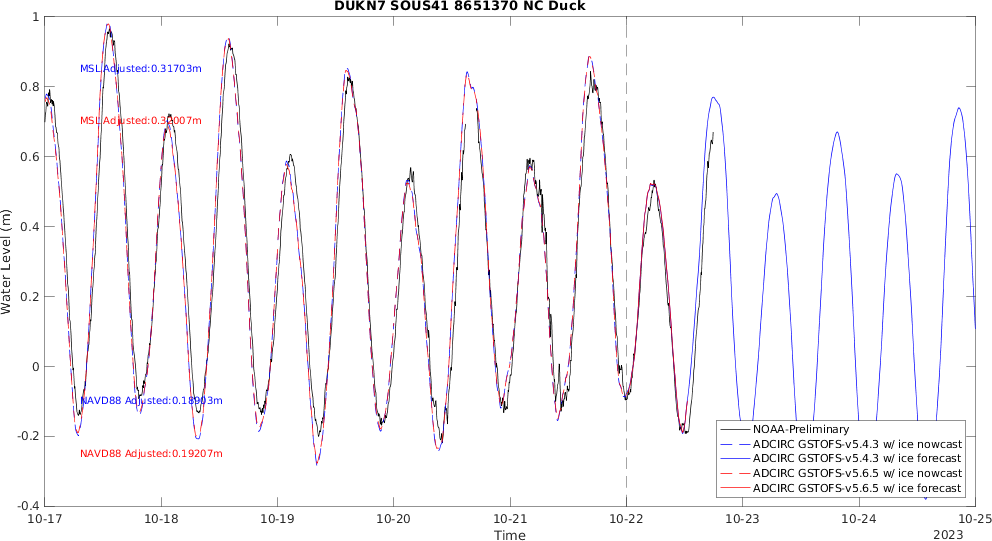 DUKN7 SOUS41 8651370 NC Duck
1
0.8
0.6
0.4
0.2
0
-0.2
-0.4
Water Level (m)
MSL Adjusted:0.31703m
MSL Adjusted:0.32007m
NAVD88 Adjusted:0.18903m
NAVD88 Adjusted:0.19207m
NOAA-Preliminary
ADCIRC GSTOFS-v5.4.3 w/ ice nowcast
ADCIRC GSTOFS-v5.4.3 w/ ice forecast
ADCIRC GSTOFS-v5.6.5 w/ ice nowcast
ADCIRC GSTOFS-v5.6.5 w/ ice forecast
10-17 10-18 10-19 10-20 10-21 10-22 10-23 10-24 10-25
Time
2023